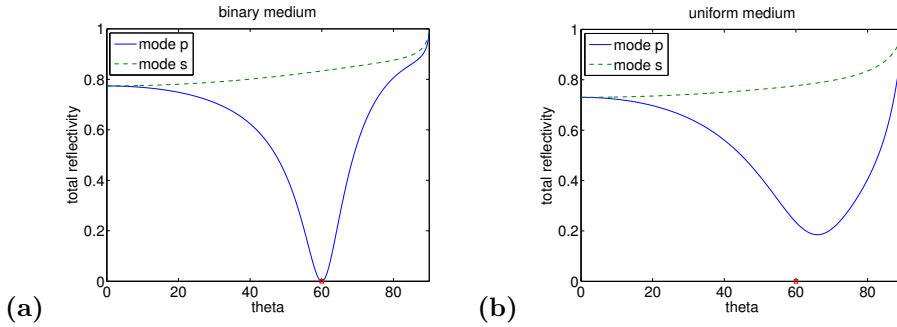 binary medium
1
0.8
0.6
0.4
0.2
0
total reflectivity
mode p
mode s
0
20
40
60
80
theta
(a)
uniform medium
1
0.8
0.6
0.4
0.2
0
total reflectivity
mode p
mode s
0
20
40
60
80
theta
(b)